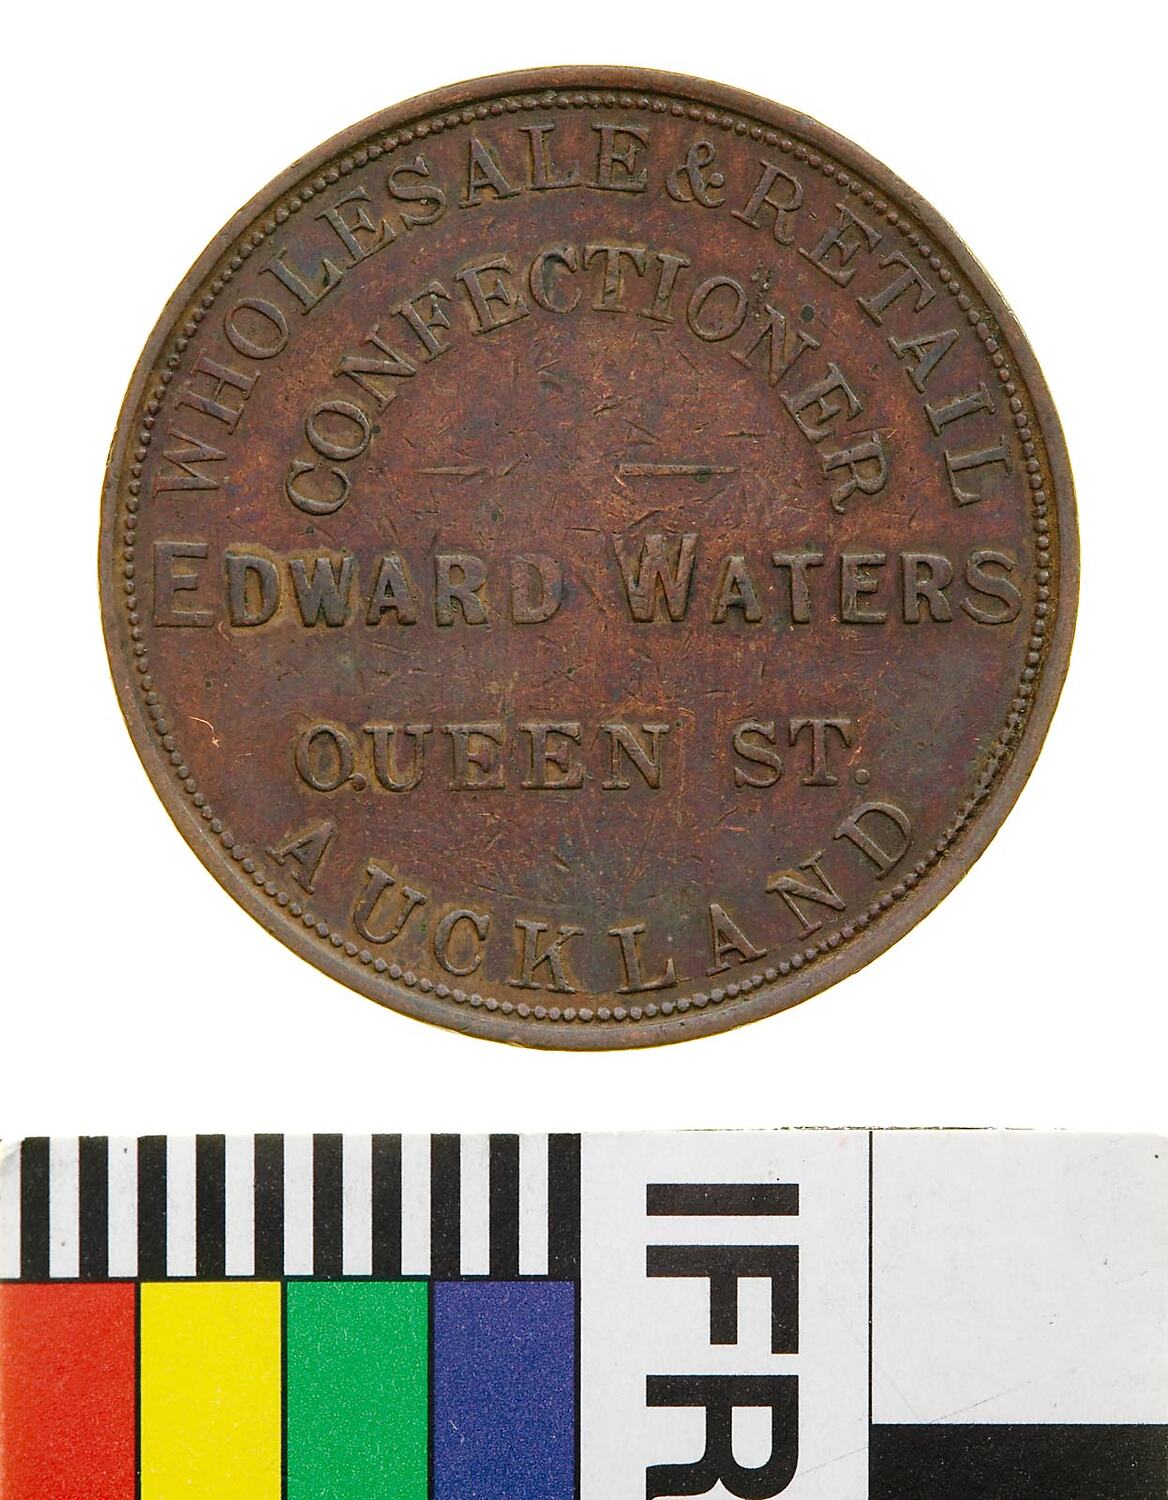 WHOLESALE & RETAIL
CONFECTIONER
EDWARD WATERS
QUEEN ST.
AUCKLAND
IFR